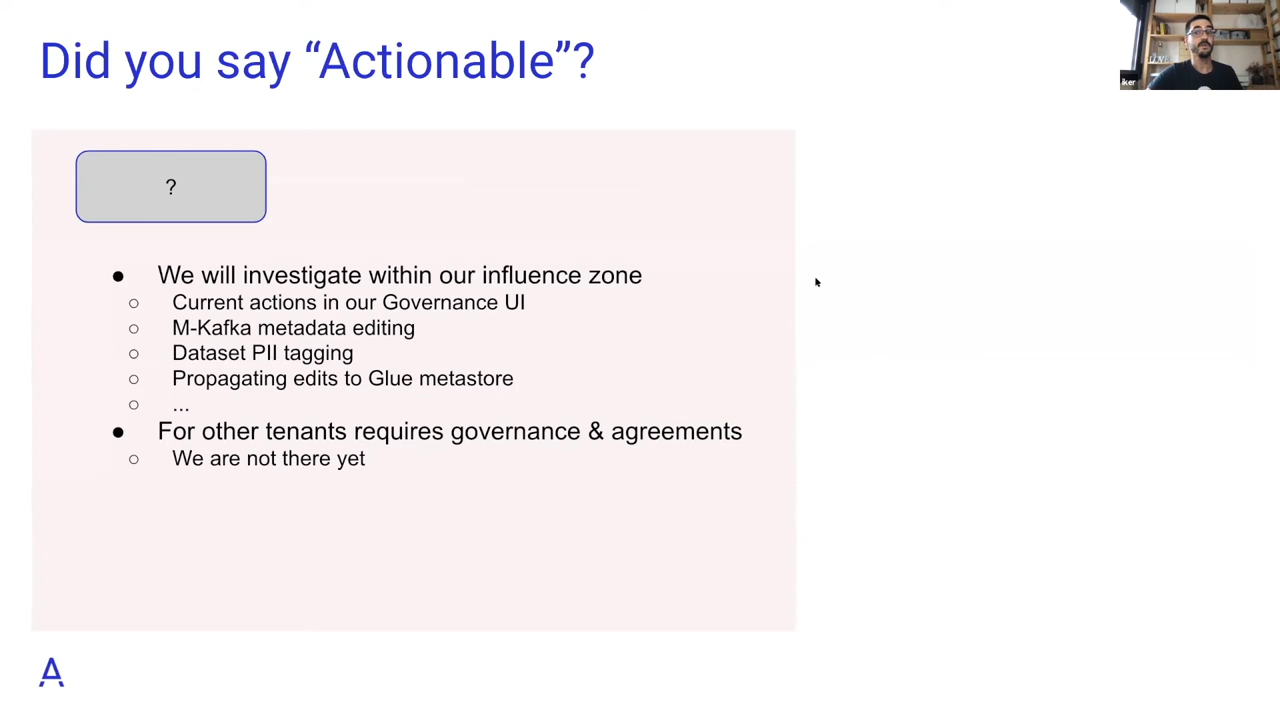 Did you say “Actionable”?
iker
?
● We will investigate within our influence zone
○ Current actions in our Governance UI
○ M-Kafka metadata editing
○ Dataset PII tagging
○ Propagating edits to Glue metastore
○ ...
● For other tenants requires governance & agreements
○ We are not there yet
A